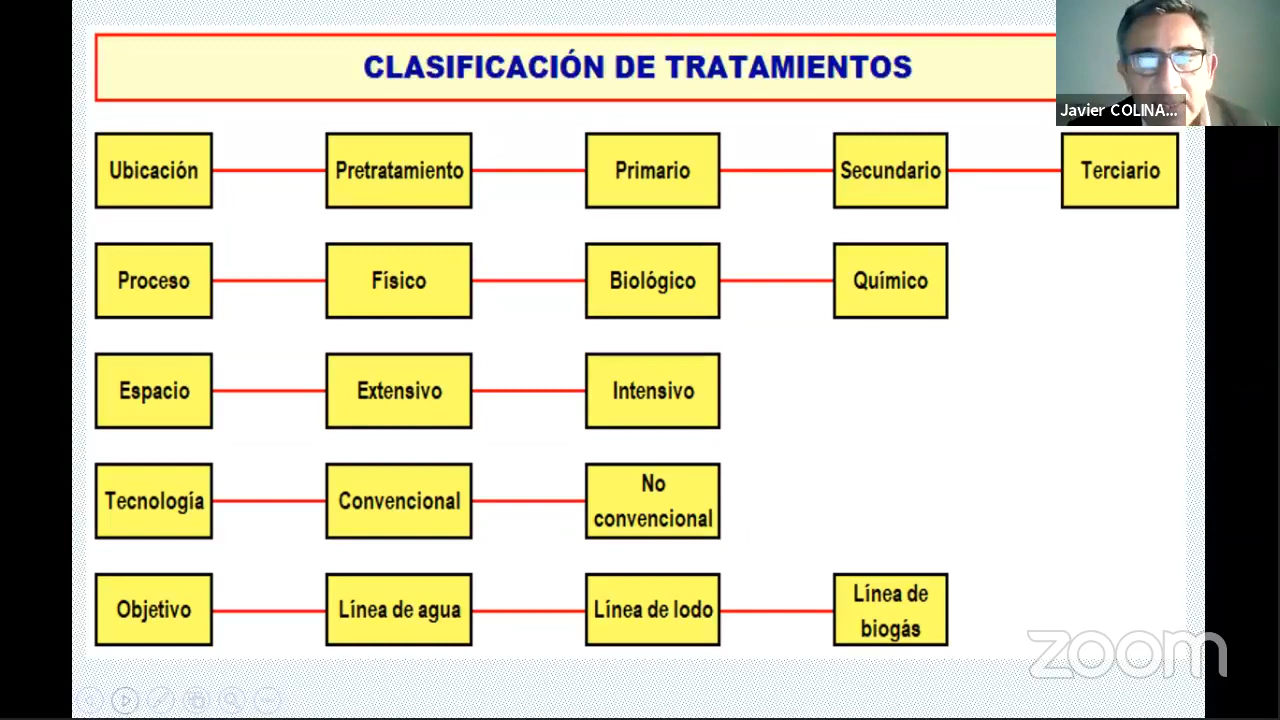 CLASIFICACIÓN DE TRATAMIENTOS
Javier COLINA...
Ubicación
Pretratamiento
Primario
Secundario
Terciario
Proceso
Físico
Biológico
Químico
Espacio
Extensivo
Intensivo
Tecnología
Convencional
No
convencional
Objetivo
Línea de agua
Línea de lodo
Línea de
biogás
zoom